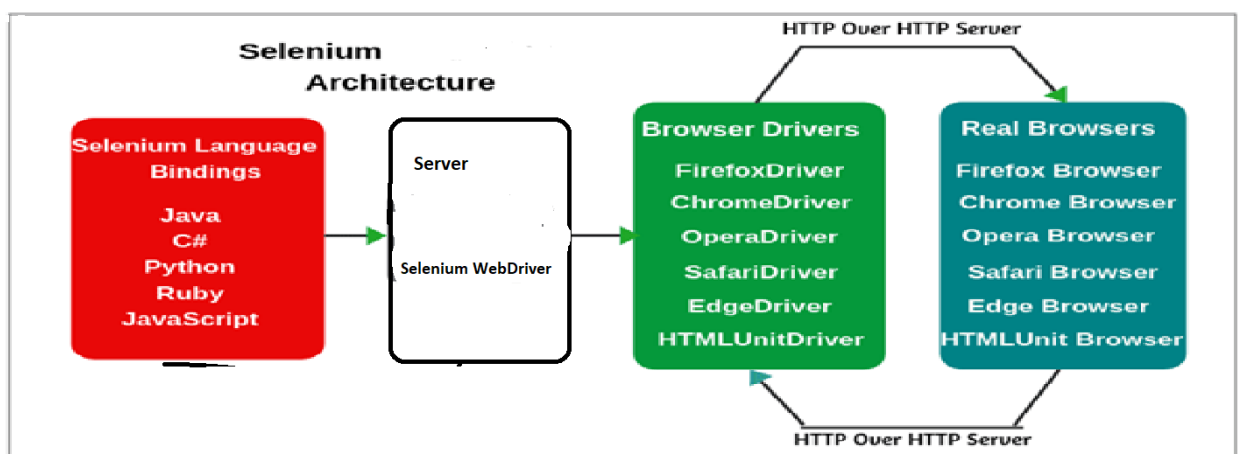 HTTP Over HTTP Server
Selenium
Architecture
Selenium Language
Bindings
Java
C#
Python
Ruby
JavaScript
Server
Selenium WebDriver
Browser Drivers
FirefoxDriver
ChromeDriver
OperaDriver
SafariDriver
EdgeDriver
HTMLUnitDriver
Real Browsers
Firefox Browser
Chrome Browser
Opera Browser
Safari Browser
Edge Browser
HTMLUnit Browser
HTTP Over HTTP Server